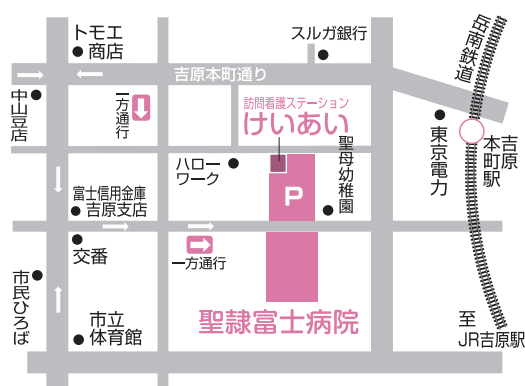 トモエ
商店
スルガ銀行
岳南鉄道
吉原本町通り
中山豆店
一方通行
訪問看護ステーション
けいあい
東京電力
吉原
本町駅
聖母幼稚園
ハロー
ワーク
P
富士信用金庫
吉原支店
交番
一方通行
市民ひろば
市立
体育館
聖隷富士病院
至
JR吉原駅